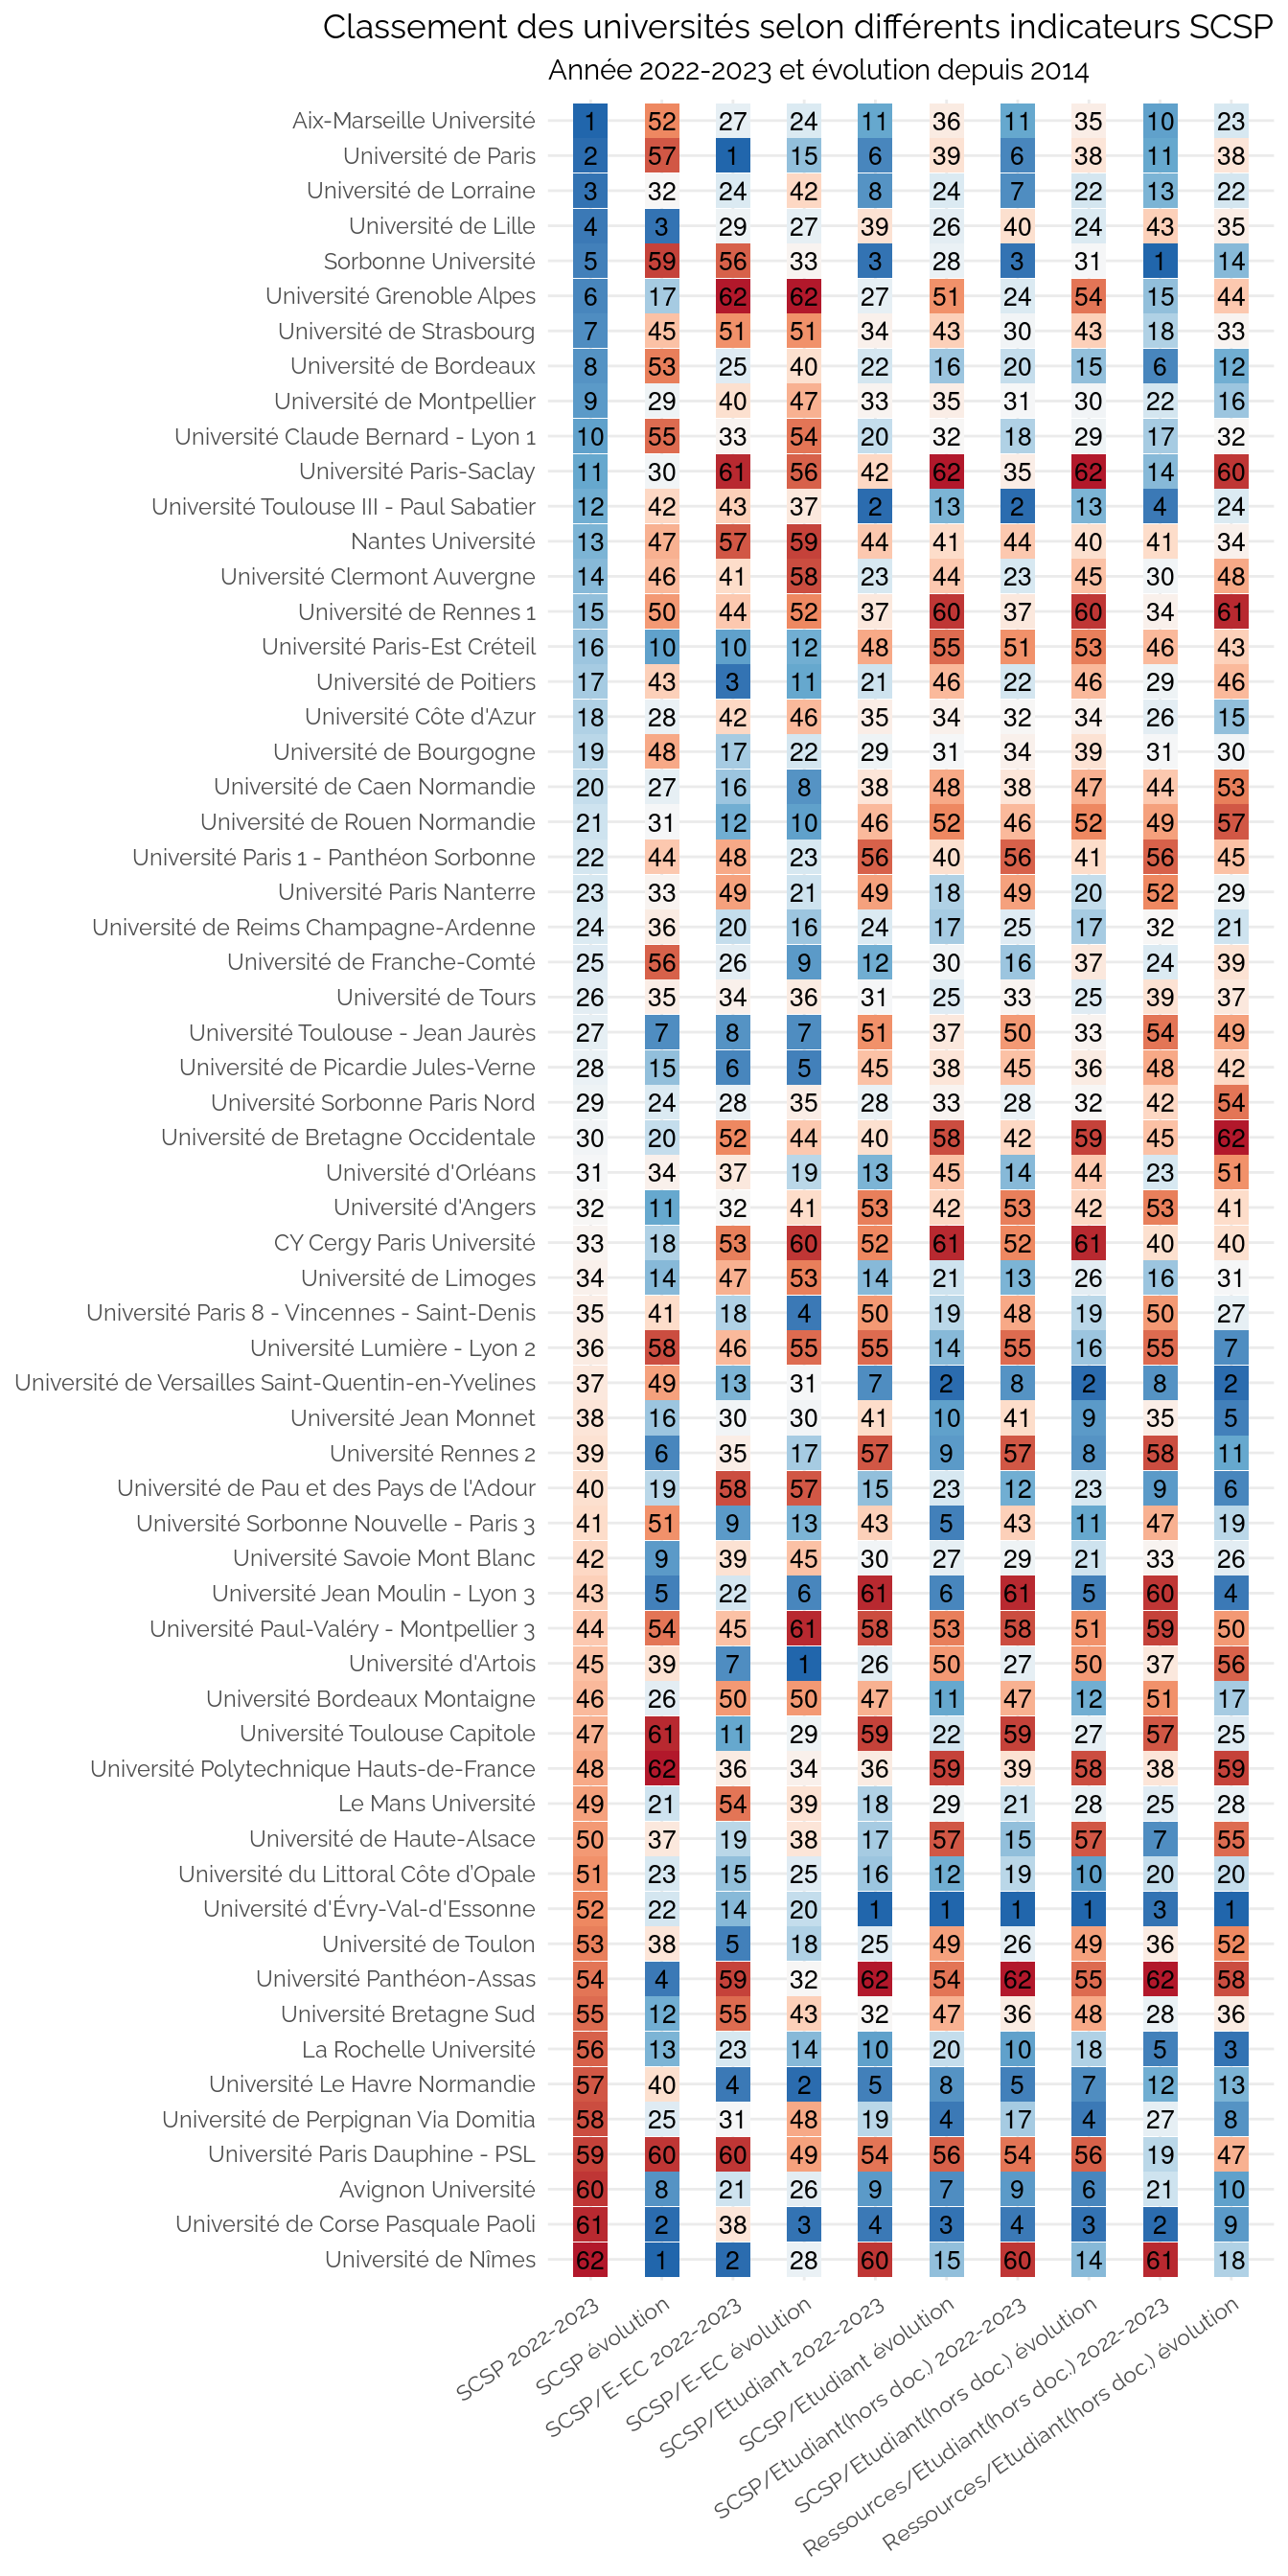 Classement des universités selon différents indicateurs SCSP
Année 2022-2023 et évolution depuis 2014
Aix-Marseille Université 1 52 27 24 11 36 11 35 10 23
Université de Paris 2 57 1 15 6 39 6 38 11 38
Université de Lorraine 3 32 24 42 8 24 7 22 13 22
Université de Lille 4 3 29 27 39 26 40 24 43 35
Sorbonne Université 5 59 56 33 3 28 3 31 1 14
Université Grenoble Alpes 6 17 62 62 27 51 24 54 15 44
Université de Strasbourg 7 45 51 51 34 43 30 43 18 33
Université de Bordeaux 8 53 25 40 22 16 20 15 6 12
Université de Montpellier 9 29 40 47 33 35 31 30 22 16
Université Claude Bernard - Lyon 1 10 55 33 54 20 32 18 29 17 32
Université Paris-Saclay 11 30 61 56 42 62 35 62 14 60
Université Toulouse III - Paul Sabatier 12 42 43 37 2 13 2 13 4 24
Nantes Université 13 47 57 59 44 41 44 40 41 34
Université Clermont Auvergne 14 46 41 58 23 44 23 45 30 48
Université de Rennes 1 15 50 44 52 37 60 37 60 34 61
Université Paris-Est Créteil 16 10 10 12 48 55 51 53 46 43
Université de Poitiers 17 43 3 11 21 46 22 46 29 46
Université Côte d'Azur 18 28 42 46 35 34 32 34 26 15
Université de Bourgogne 19 48 17 22 29 31 34 39 31 30
Université de Caen Normandie 20 27 16 8 38 48 38 47 44 53
Université de Rouen Normandie 21 31 12 10 46 52 46 52 49 57
Université Paris 1 - Panthéon Sorbonne 22 44 48 23 56 40 56 41 56 45
Université Paris Nanterre 23 33 49 21 49 18 49 20 52 29
Université de Reims Champagne-Ardenne 24 36 20 16 24 17 25 17 32 21
Université de Franche-Comté 25 56 26 9 12 30 16 37 24 39
Université de Tours 26 35 34 36 31 25 33 25 39 37
Université Toulouse - Jean Jaurès 27 7 8 7 51 37 50 33 54 49
Université de Picardie Jules-Verne 28 15 6 5 45 38 45 36 48 42
Université Sorbonne Paris Nord 29 24 28 35 28 33 28 32 42 54
Université de Bretagne Occidentale 30 20 52 44 40 58 42 59 45 62
Université d'Orléans 31 34 37 19 13 45 14 44 23 51
Université d'Angers 32 11 32 41 53 42 53 42 53 41
CY Cergy Paris Université 33 18 53 60 52 61 52 61 40 40
Université de Limoges 34 14 47 53 14 21 13 26 16 31
Université Paris 8 - Vincennes - Saint-Denis 35 41 18 4 50 19 48 19 50 27
Université Lumière - Lyon 2 36 58 46 55 55 14 55 16 55 7
Université de Versailles Saint-Quentin-en-Yvelines 37 49 13 31 7 2 8 2 8 2
Université Jean Monnet 38 16 30 30 41 10 41 9 35 5
Université Rennes 2 39 6 35 17 57 9 57 8 58 11
Université de Pau et des Pays de l'Adour 40 19 58 57 15 23 12 23 9 6
Université Sorbonne Nouvelle - Paris 3 41 51 9 13 43 5 43 11 47 19
Université Savoie Mont Blanc 42 9 39 45 30 27 29 21 33 26
Université Jean Moulin - Lyon 3 43 5 22 6 61 6 61 5 60 4
Université Paul-Valéry - Montpellier 3 44 54 45 61 58 53 58 51 59 50
Université d'Artois 45 39 7 1 26 50 27 50 37 56
Université Bordeaux Montaigne 46 26 50 50 47 11 47 12 51 17
Université Toulouse Capitole 47 61 11 29 59 22 59 27 57 25
Université Polytechnique Hauts-de-France 48 62 36 34 36 59 39 58 38 59
Le Mans Université 49 21 54 39 18 29 21 28 25 28
Université de Haute-Alsace 50 37 19 38 17 57 15 57 7 55
Université du Littoral Côte d'Opale 51 23 15 25 16 12 19 10 20 20
Université d'Évry-Val-d'Essonne 52 22 14 20 1 1 1 1 3 1
Université de Toulon 53 38 5 18 25 49 26 49 36 52
Université Panthéon-Assas 54 4 59 32 62 54 62 55 62 58
Université Bretagne Sud 55 12 55 43 32 47 36 48 28 36
La Rochelle Université 56 13 23 14 10 20 10 18 5 3
Université Le Havre Normandie 57 40 4 2 5 8 5 7 12 13
Université de Perpignan Via Domitia 58 25 31 48 19 4 17 4 27 8
Université Paris Dauphine - PSL 59 60 60 49 54 56 54 56 19 47
Avignon Université 60 8 21 26 9 7 9 6 21 10
Université de Corse Pasquale Paoli 61 2 38 3 4 3 4 3 2 9
Université de Nîmes 62 1 2 28 60 15 60 14 61 18
SCSP 2022-2023
SCSP évolution
SCSP/E-EC 2022-2023
SCSP/E-EC évolution
SCSP/Etudiant 2022-2023
SCSP/Etudiant évolution
SCSP/Etudiant(hors doc.) 2022-2023
SCSP/Etudiant(hors doc.) évolution
Ressources/Etudiant(hors doc.) 2022-2023
Ressources/Etudiant(hors doc.) évolution